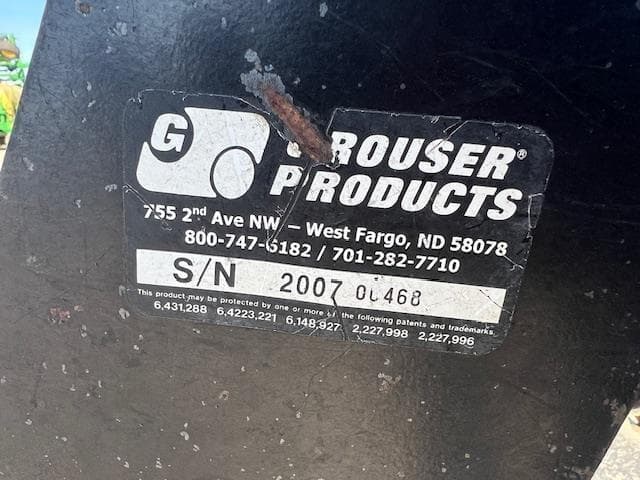 G
GROUSER®
PRODUCTS
755 2nd Ave NW – West Fargo, ND 58078
800-747-6182 / 701-282-7710
S/N 2007 00468
This product may be protected by one or more of the following patents and trademarks
6,431,288 6,4223,221 6,148,927 2,227,998 2,227,996